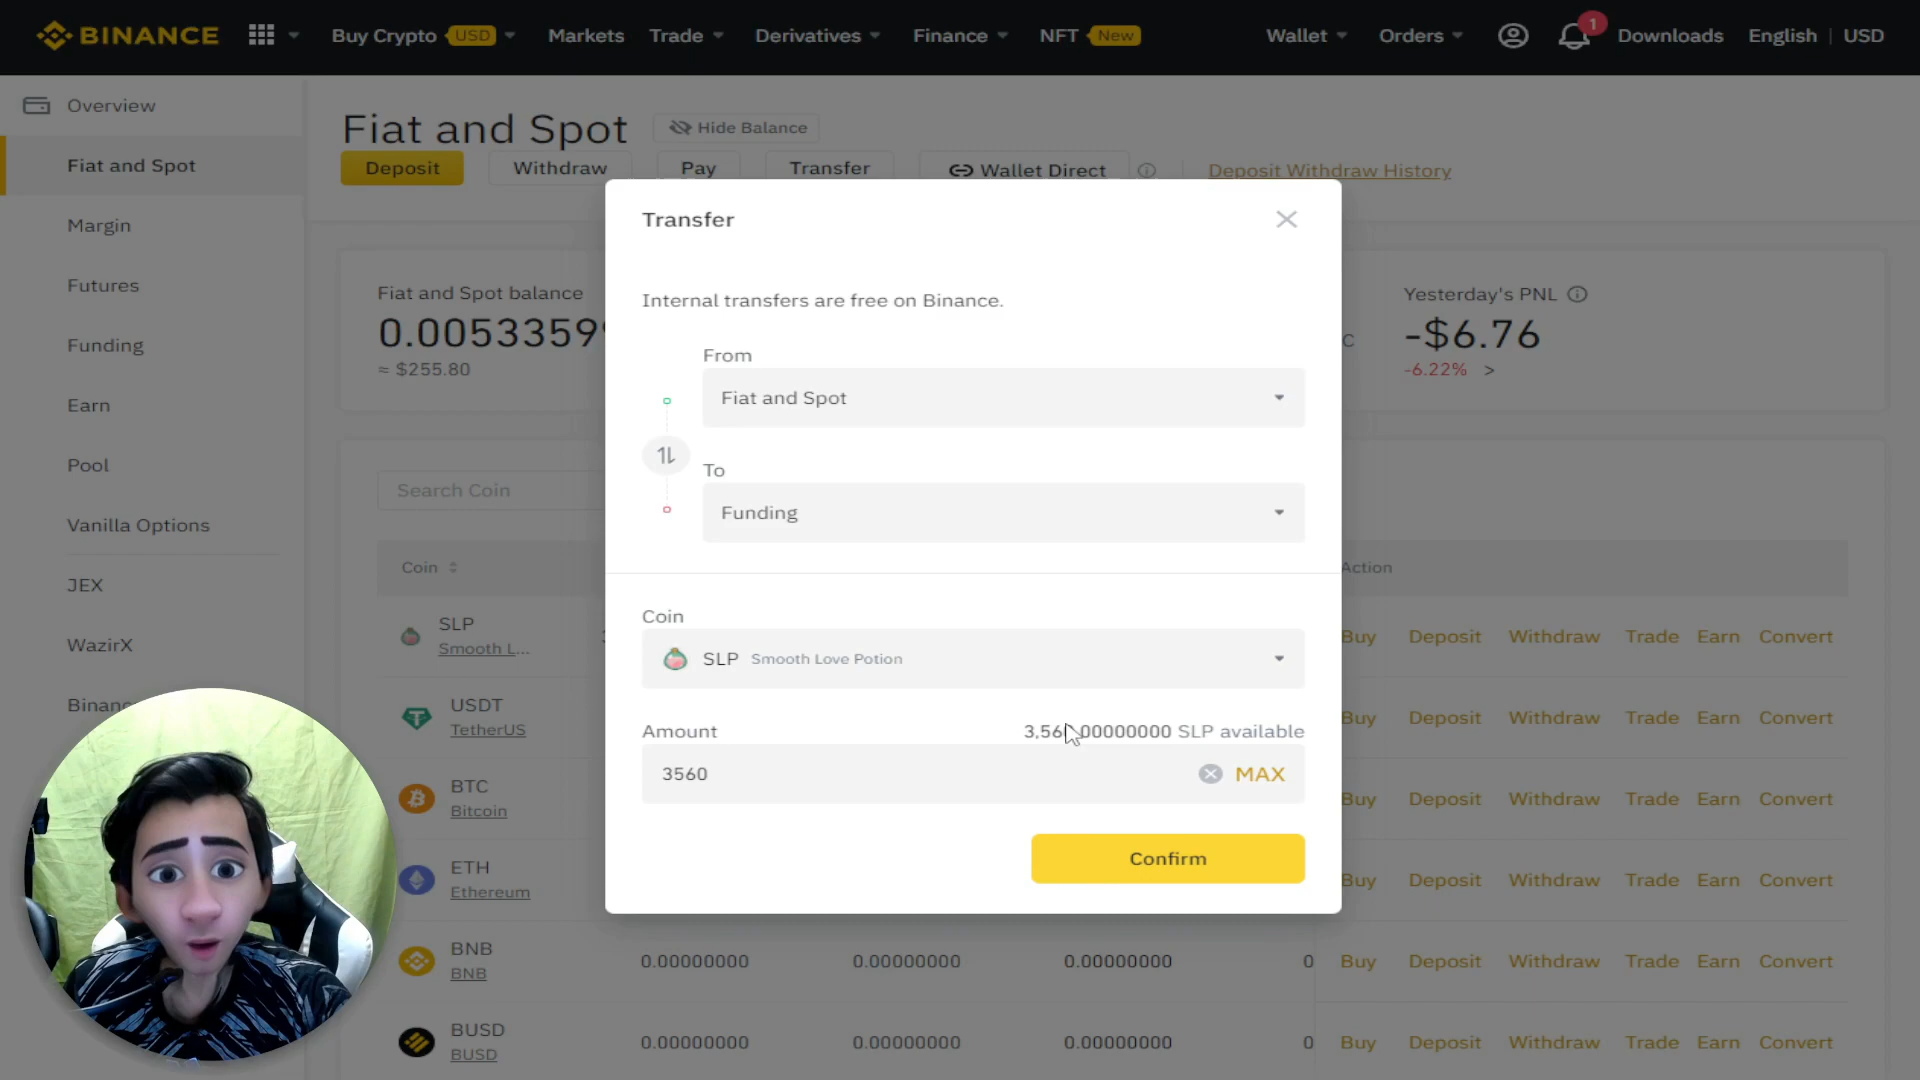 BINANCE Buy Crypto USD Markets Trade Derivatives Finance NFT New Wallet Orders 1 Downloads English | USD
Overview
Fiat and Spot
Margin
Futures
Funding
Earn
Pool
Vanilla Options
JEX
WazirX
Fiat and Spot Hide Balance
Deposit Withdraw Pay Transfer Wallet Direct Deposit Withdraw History
Fiat and Spot balance
≈ $255.80
Yesterday's PNL
-$6.76
-6.22% >
Search Coin
Coin Action
Transfer
Internal transfers are free on Binance.
From
Fiat and Spot
To
Funding
Coin
SLP Smooth Love Potion
Amount SLP available
3560 MAX
Confirm
SLP
Smooth L... Buy Deposit Withdraw Trade Earn Convert
USDT
TetherUS Buy Deposit Withdraw Trade Earn Convert
BTC
Bitcoin Buy Deposit Withdraw Trade Earn Convert
ETH
Ethereum Buy Deposit Withdraw Trade Earn Convert
BNB
BNB 0.00000000 0.00000000 0.00000000 0 Buy Deposit Withdraw Trade Earn Convert
BUSD
BUSD 0.00000000 0.00000000 0.00000000 0 Buy Deposit Withdraw Trade Earn Convert